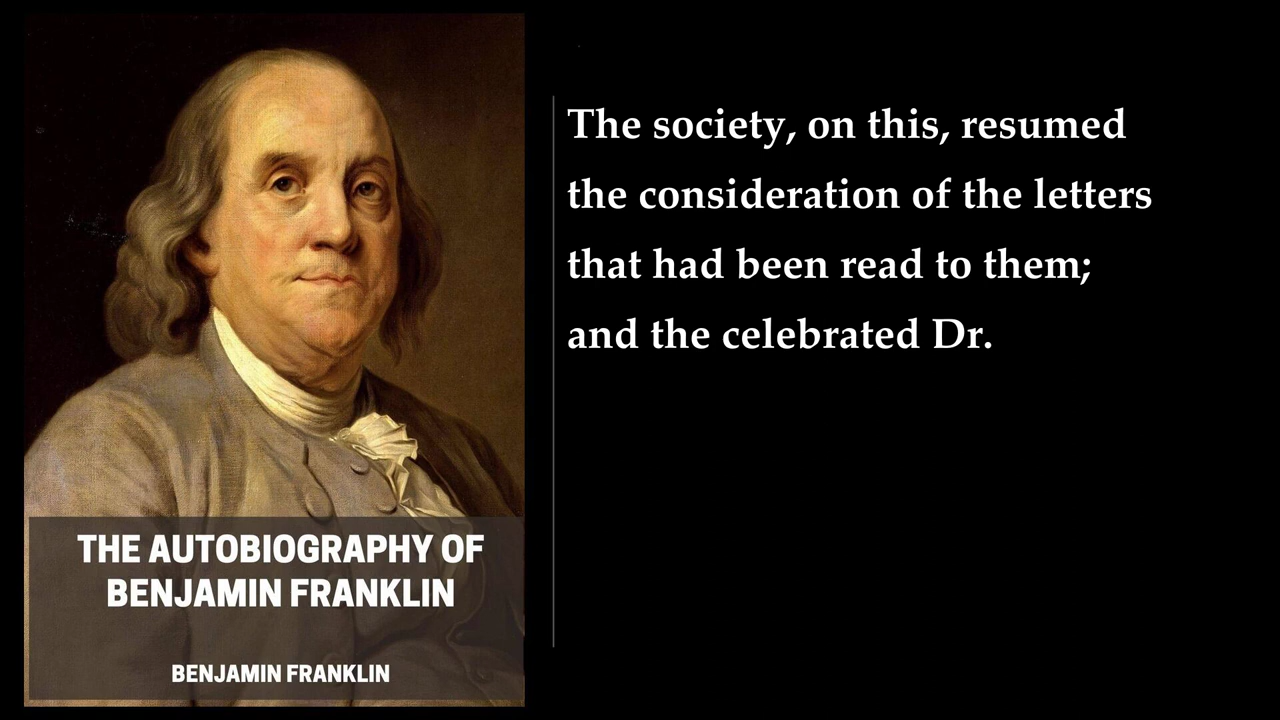 THE AUTOBIOGRAPHY OF
BENJAMIN FRANKLIN
BENJAMIN FRANKLIN
The society, on this, resumed
the consideration of the letters
that had been read to them;
and the celebrated Dr.